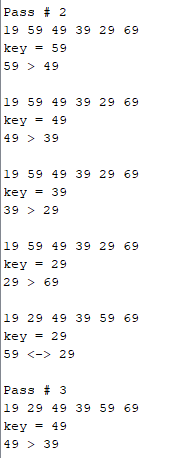 Pass # 2
19 59 49 39 29 69
key = 59
59 > 49
19 59 49 39 29 69
key = 49
49 > 39
19 59 49 39 29 69
key = 39
39 > 29
19 59 49 39 29 69
key = 29
29 > 69
19 29 49 39 59 69
key = 29
59 <-> 29
Pass # 3
19 29 49 39 59 69
key = 49
49 > 39